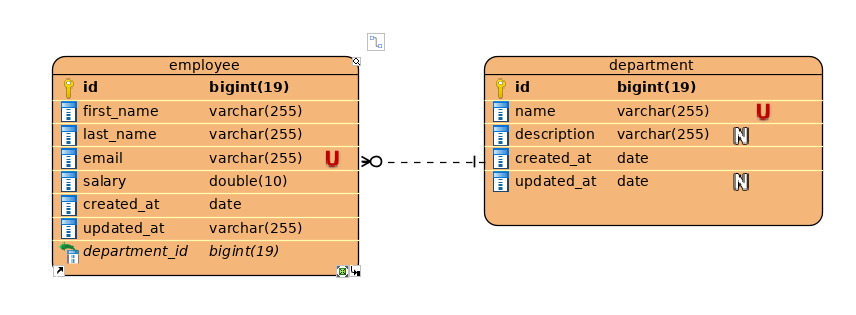 employee
id bigint(19)
first_name varchar(255)
last_name varchar(255)
email varchar(255) U
salary double(10)
created_at date
updated_at varchar(255)
department_id bigint(19)
department
id bigint(19)
name varchar(255) U
description varchar(255) N
created_at date
updated_at date N